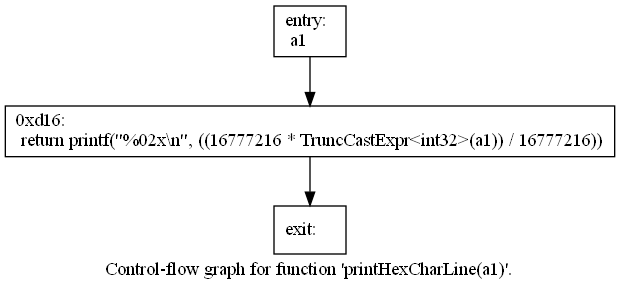 entry:
a1
0xd16:
return printf("%02x\n", ((16777216 * TruncCastExpr<int32>(a1)) / 16777216))
exit:
Control-flow graph for function 'printHexCharLine(a1)'.